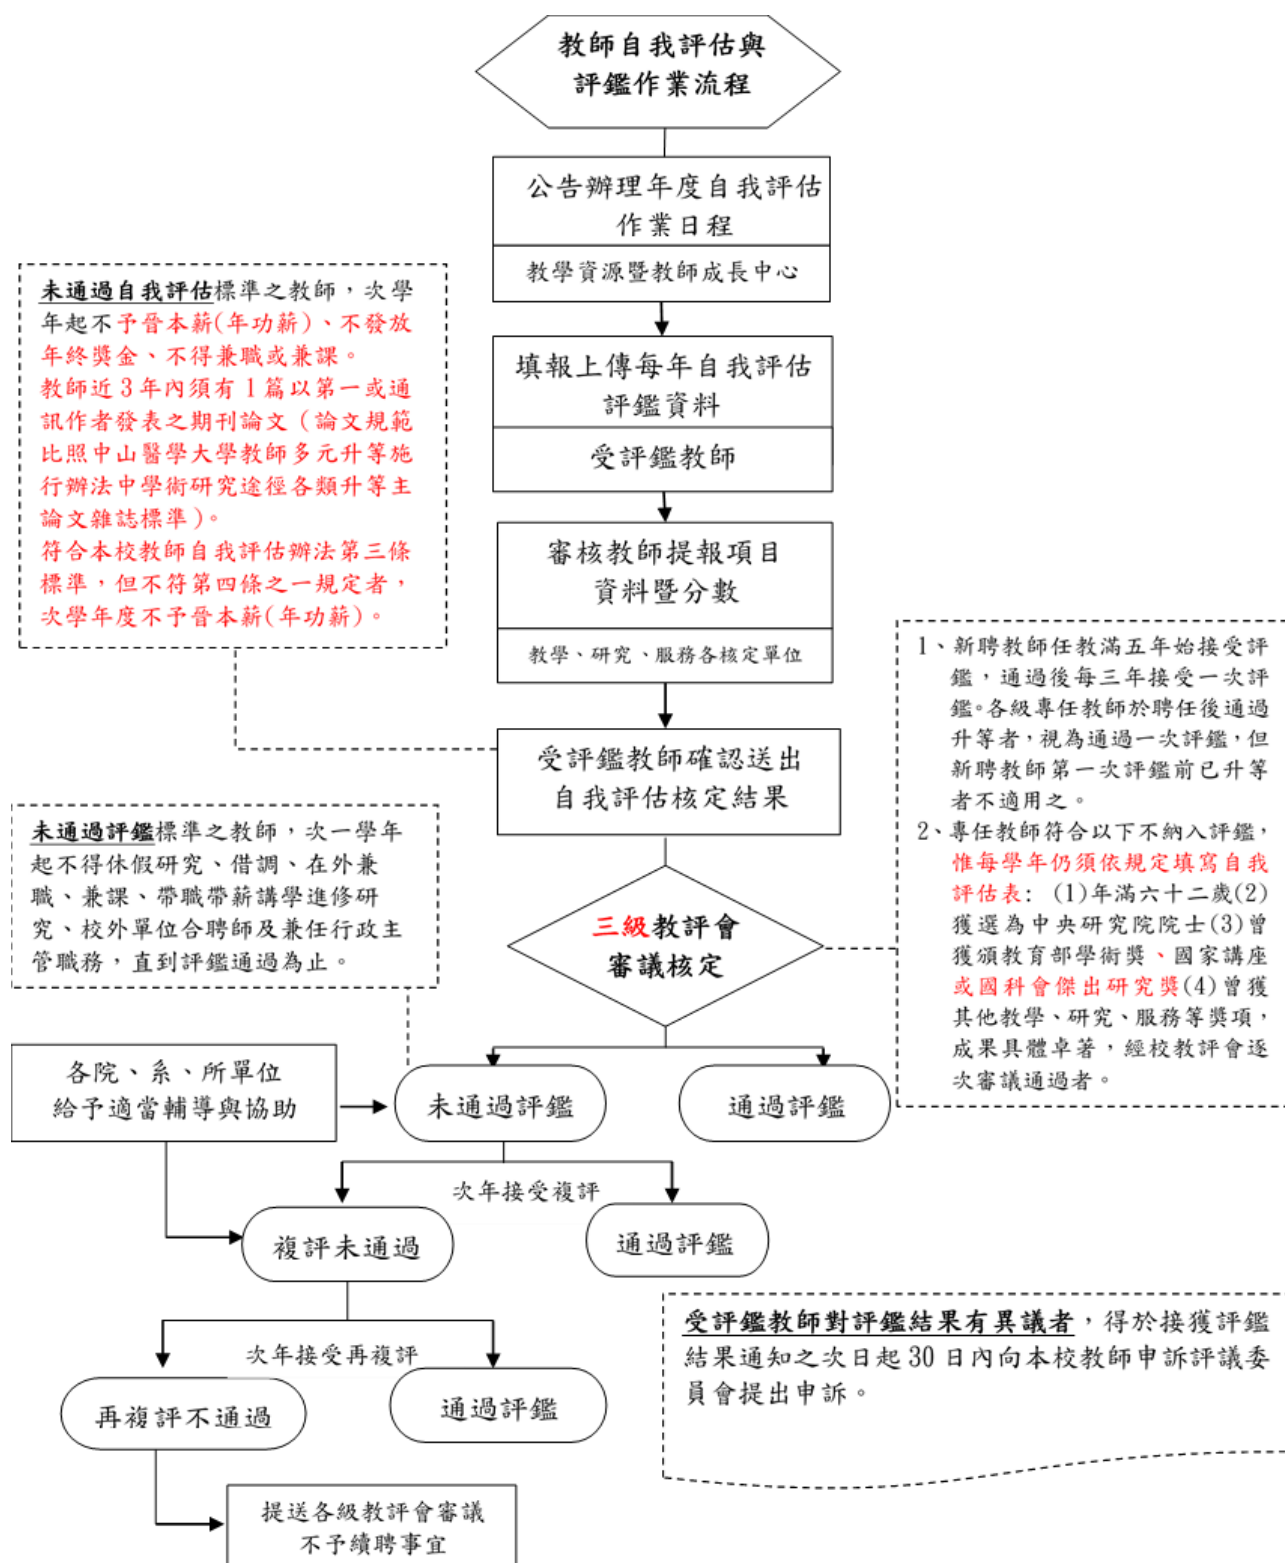 教師自我評估與
評鑑作業流程
公告辦理年度自我評估
作業日程
教學資源暨教師成長中心
未通過自我評估標準之教師，次學
年起不予晉本薪(年功薪)、不發放
年終獎金、不得兼職或兼課。
教師近3年內須有1篇以第一或通
訊作者發表之期刊論文（論文規範
比照中山醫學大學教師多元升等施
行辦法中學術研究途徑各類升等主
論文雜誌標準）。
符合本校教師自我評估辦法第三條
標準，但不符第四條之一規定者，
次學年度不予晉本薪(年功薪)。
填報上傳每年自我評估
評鑑資料
受評鑑教師
審核教師提報項目
資料暨分數
教學、研究、服務各核定單位
受評鑑教師確認送出
自我評估核定結果
1、新聘教師任教滿五年始接受評
鑑，通過後每三年接受一次評
鑑。各級專任教師於聘任後通過
升等者，視為通過一次評鑑，但
新聘教師第一次評鑑前已升等
者不適用之。
2、專任教師符合以下不納入評鑑，
惟每學年仍須依規定填寫自我
評估表：(1)年滿六十二歲(2)
獲選為中央研究院院士(3)曾
獲頒教育部學術獎、國家講座
或國科會傑出研究獎(4)曾獲
其他教學、研究、服務等獎項，
成果具體卓著，經校教評會逐
次審議通過者。
未通過評鑑標準之教師，次一學年
起不得休假研究、借調、在外兼
職、兼課、帶職帶薪講學進修研
究、校外單位合聘師及兼任行政主
管職務，直到評鑑通過為止。
三級教評會
審議核定
各院、系、所單位
給予適當輔導與協助
未通過評鑑
通過評鑑
次年接受複評
複評未通過
通過評鑑
次年接受再複評
再複評不通過
通過評鑑
受評鑑教師對評鑑結果有異議者，得於接獲評鑑
結果通知之次日起30日內向本校教師申訴評議委
員會提出申訴。
提送各級教評會審議
不予續聘事宜